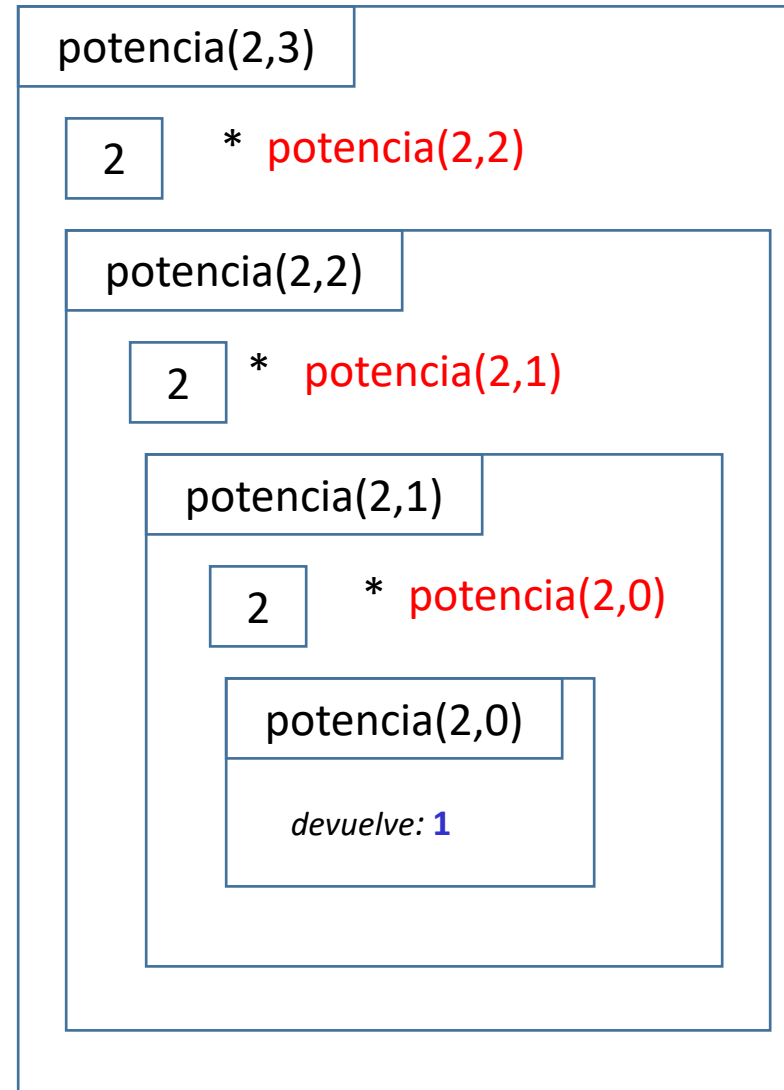 potencia(2,3)
2 * potencia(2,2)
potencia(2,2)
2 * potencia(2,1)
potencia(2,1)
2 * potencia(2,0)
potencia(2,0)
devuelve: 1